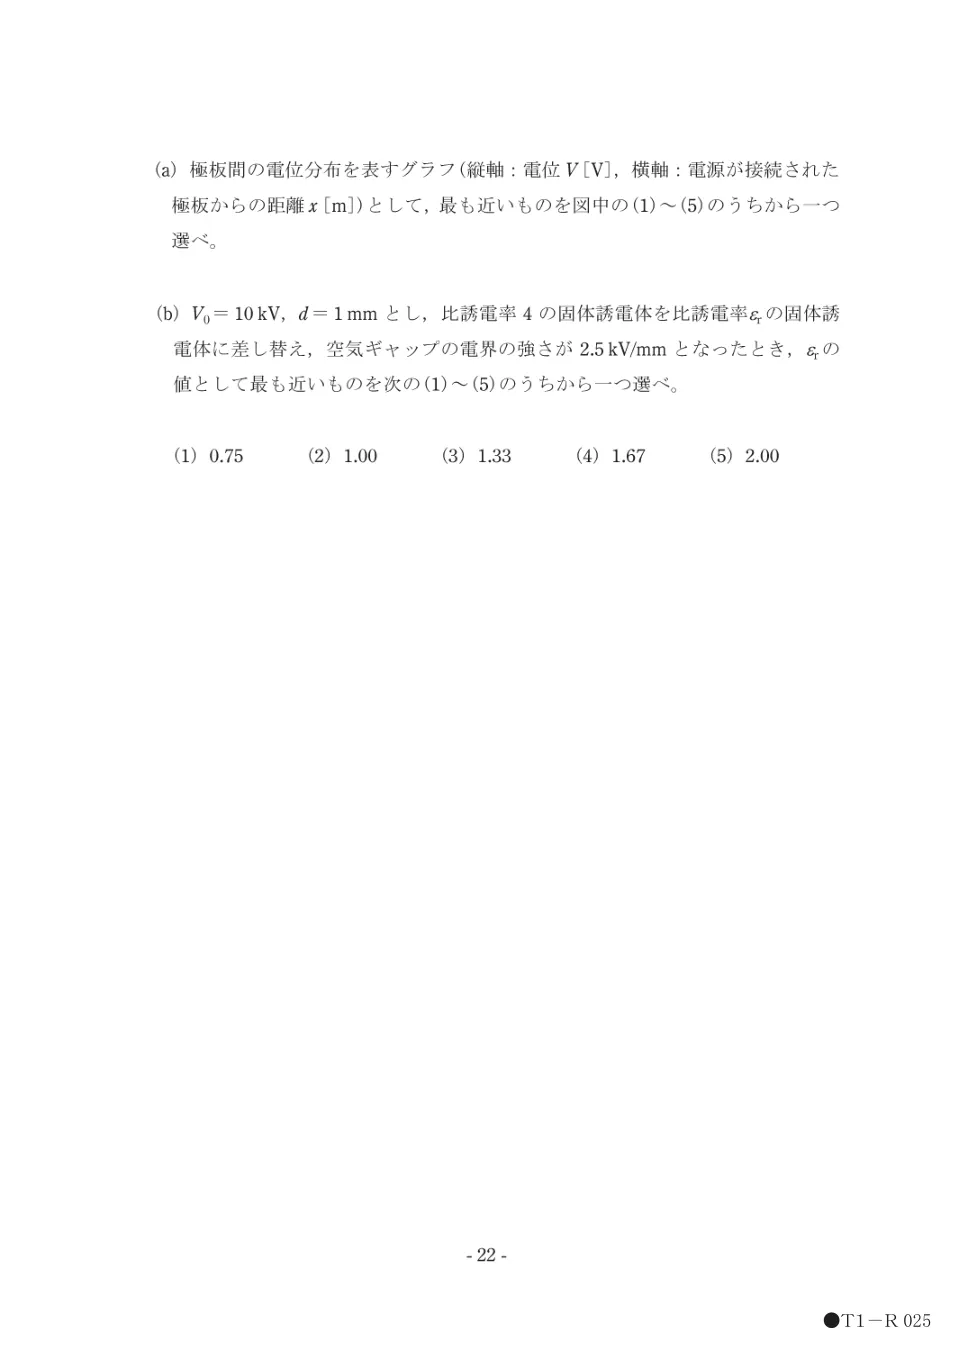 (a) 極板間の電位分布を表すグラフ(縦軸：電位V[V]，横軸：電源が接続された
極板からの距離x[m])として，最も近いものを図中の(1)～(5)のうちから一つ
選べ。
(b) V₀＝10 kV，d＝1 mm とし，比誘電率 4 の固体誘電体を比誘電率εᵣの固体誘
電体に差し替え，空気ギャップの電界の強さが 2.5 kV/mm となったとき，εᵣの
値として最も近いものを次の(1)～(5)のうちから一つ選べ。
(1) 0.75 (2) 1.00 (3) 1.33 (4) 1.67 (5) 2.00
- 22 -
●T1－R 025